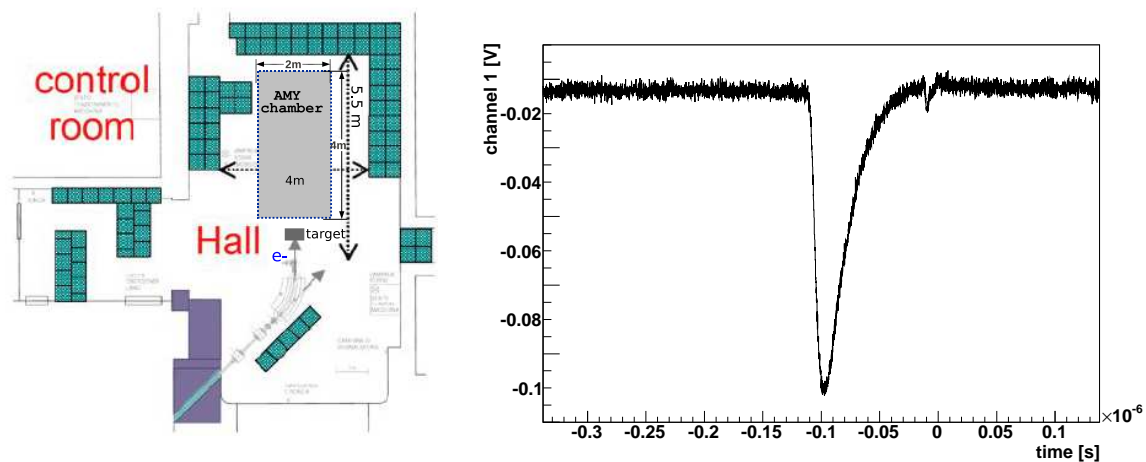 control
room
2m
AMY
chamber
5.5 m
4m
4m
Hall
target
e-
channel 1 [V]
-0.02
-0.04
-0.06
-0.08
-0.1
-0.3
-0.25
-0.2
-0.15
-0.1
-0.05
0
0.05
0.1
×10-6
time [s]